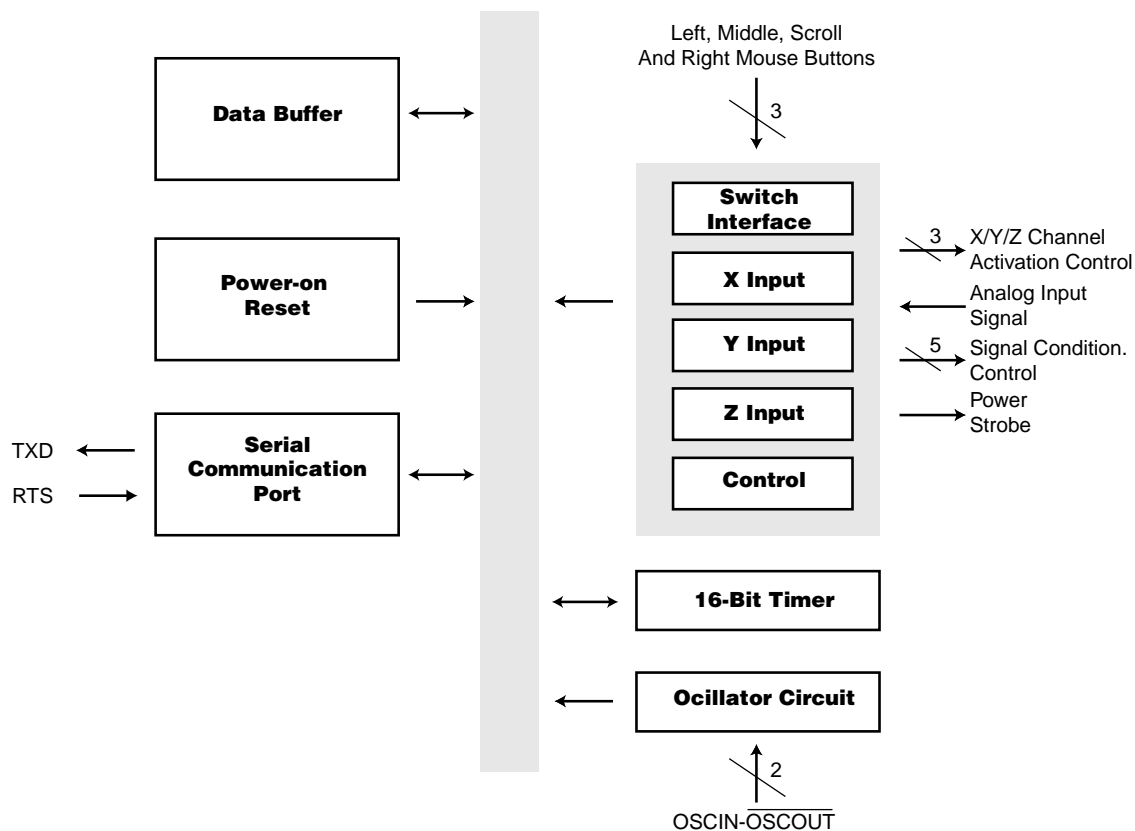 Left, Middle, Scroll
And Right Mouse Buttons
3
Data Buffer
Switch
Interface
3
X/Y/Z Channel
Activation Control
Power-on
Reset
X Input
Analog Input
Signal
Y Input
5
Signal Condition.
Control
Z Input
Power
Strobe
TXD
RTS
Serial
Communication
Port
Control
16-Bit Timer
Ocillator Circuit
2
OSCIN-OSCOUT